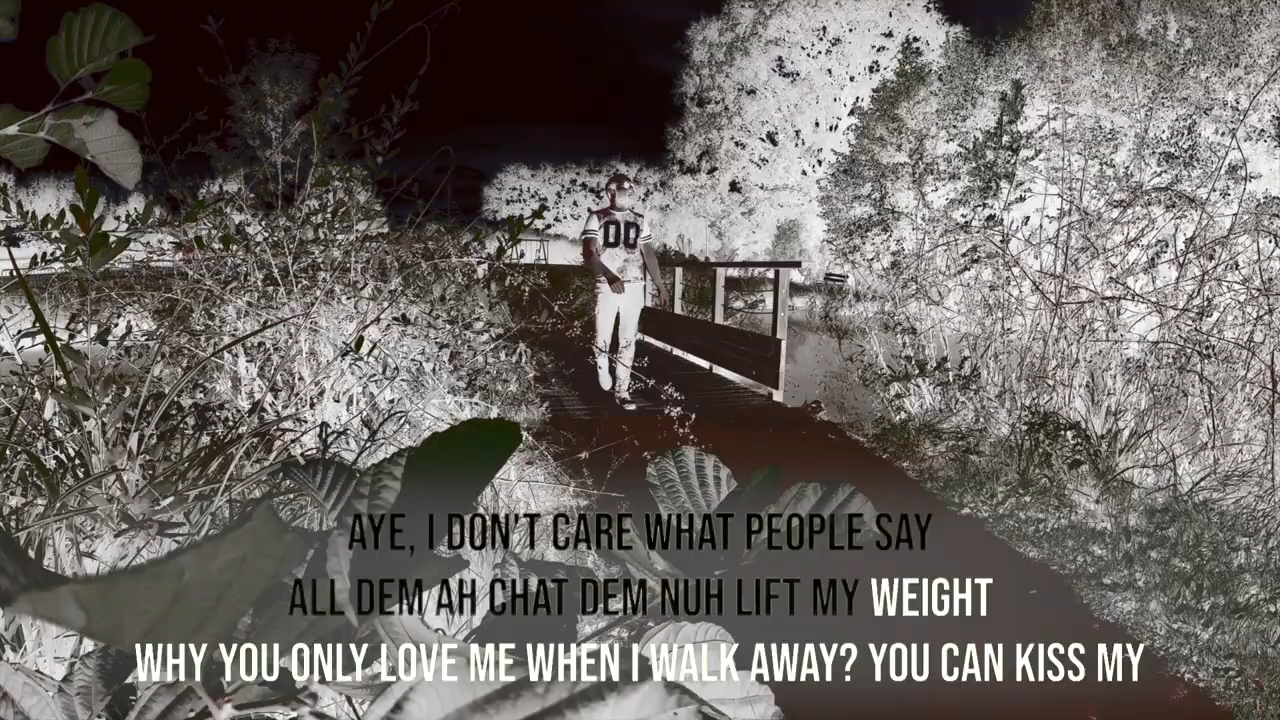 00
AYE, I DON'T CARE WHAT PEOPLE SAY
ALL DEM AH CHAT DEM NUH LIFT MY WEIGHT
WHY YOU ONLY LOVE ME WHEN I WALK AWAY? YOU CAN KISS MY